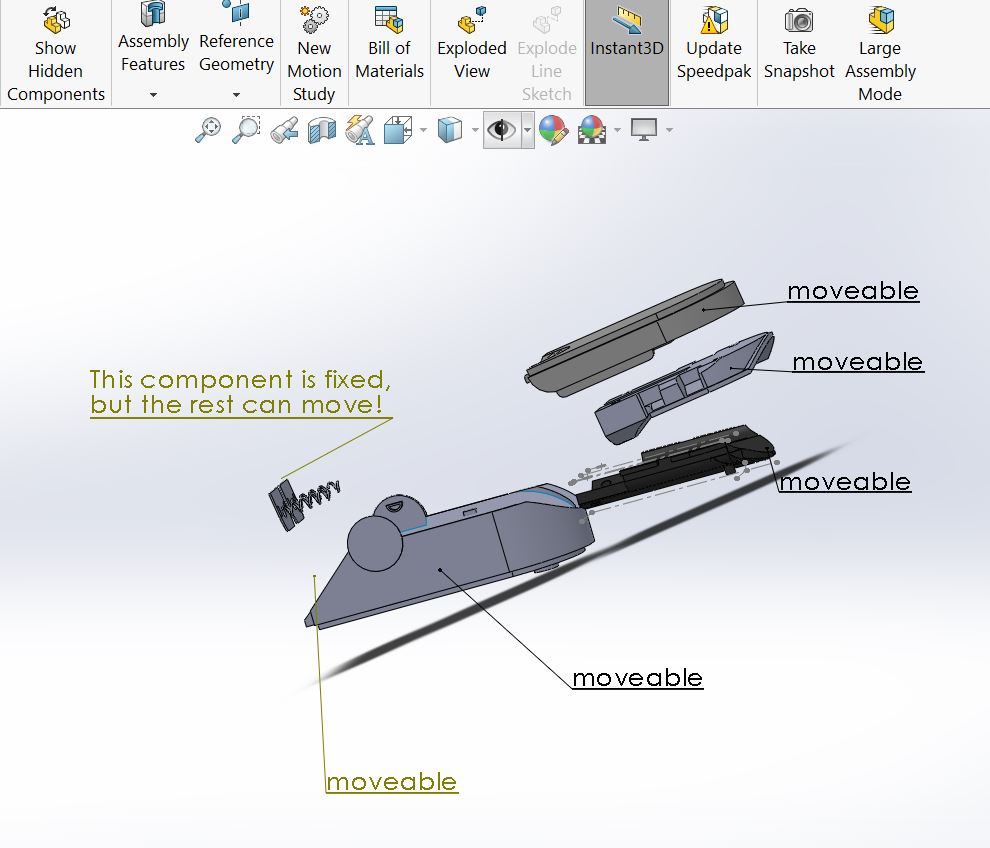 Show
Hidden
Components
Assembly
Features
Reference
Geometry
New
Motion
Study
Bill of
Materials
Exploded
View
Explode
Line
Sketch
Instant3D
Update
Speedpak
Take
Snapshot
Large
Assembly
Mode
moveable
moveable
This component is fixed,
but the rest can move!
moveable
moveable
moveable